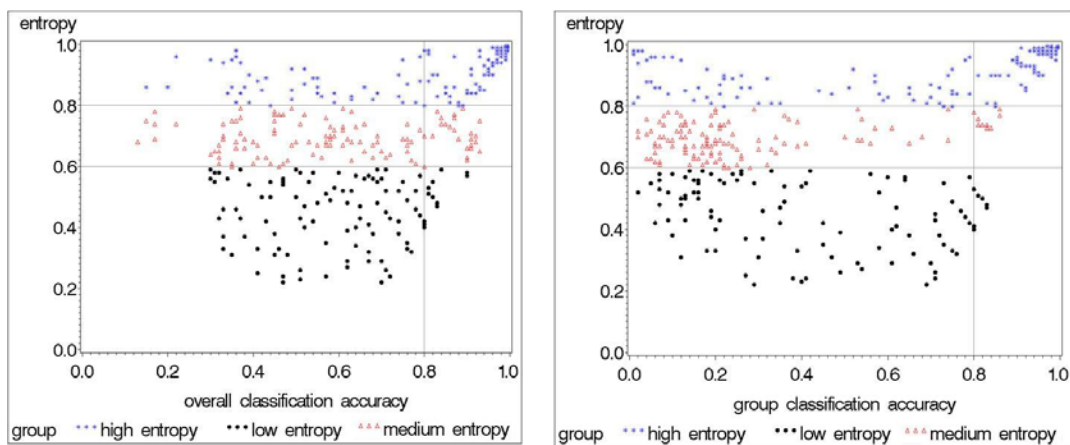 entropy
1.0
0.8
0.6
0.4
0.2
0.0
0.0 0.2 0.4 0.6 0.8 1.0
overall classification accuracy
group high entropy low entropy medium entropy
entropy
1.0
0.8
0.6
0.4
0.2
0.0
0.0 0.2 0.4 0.6 0.8 1.0
group classification accuracy
group high entropy low entropy medium entropy